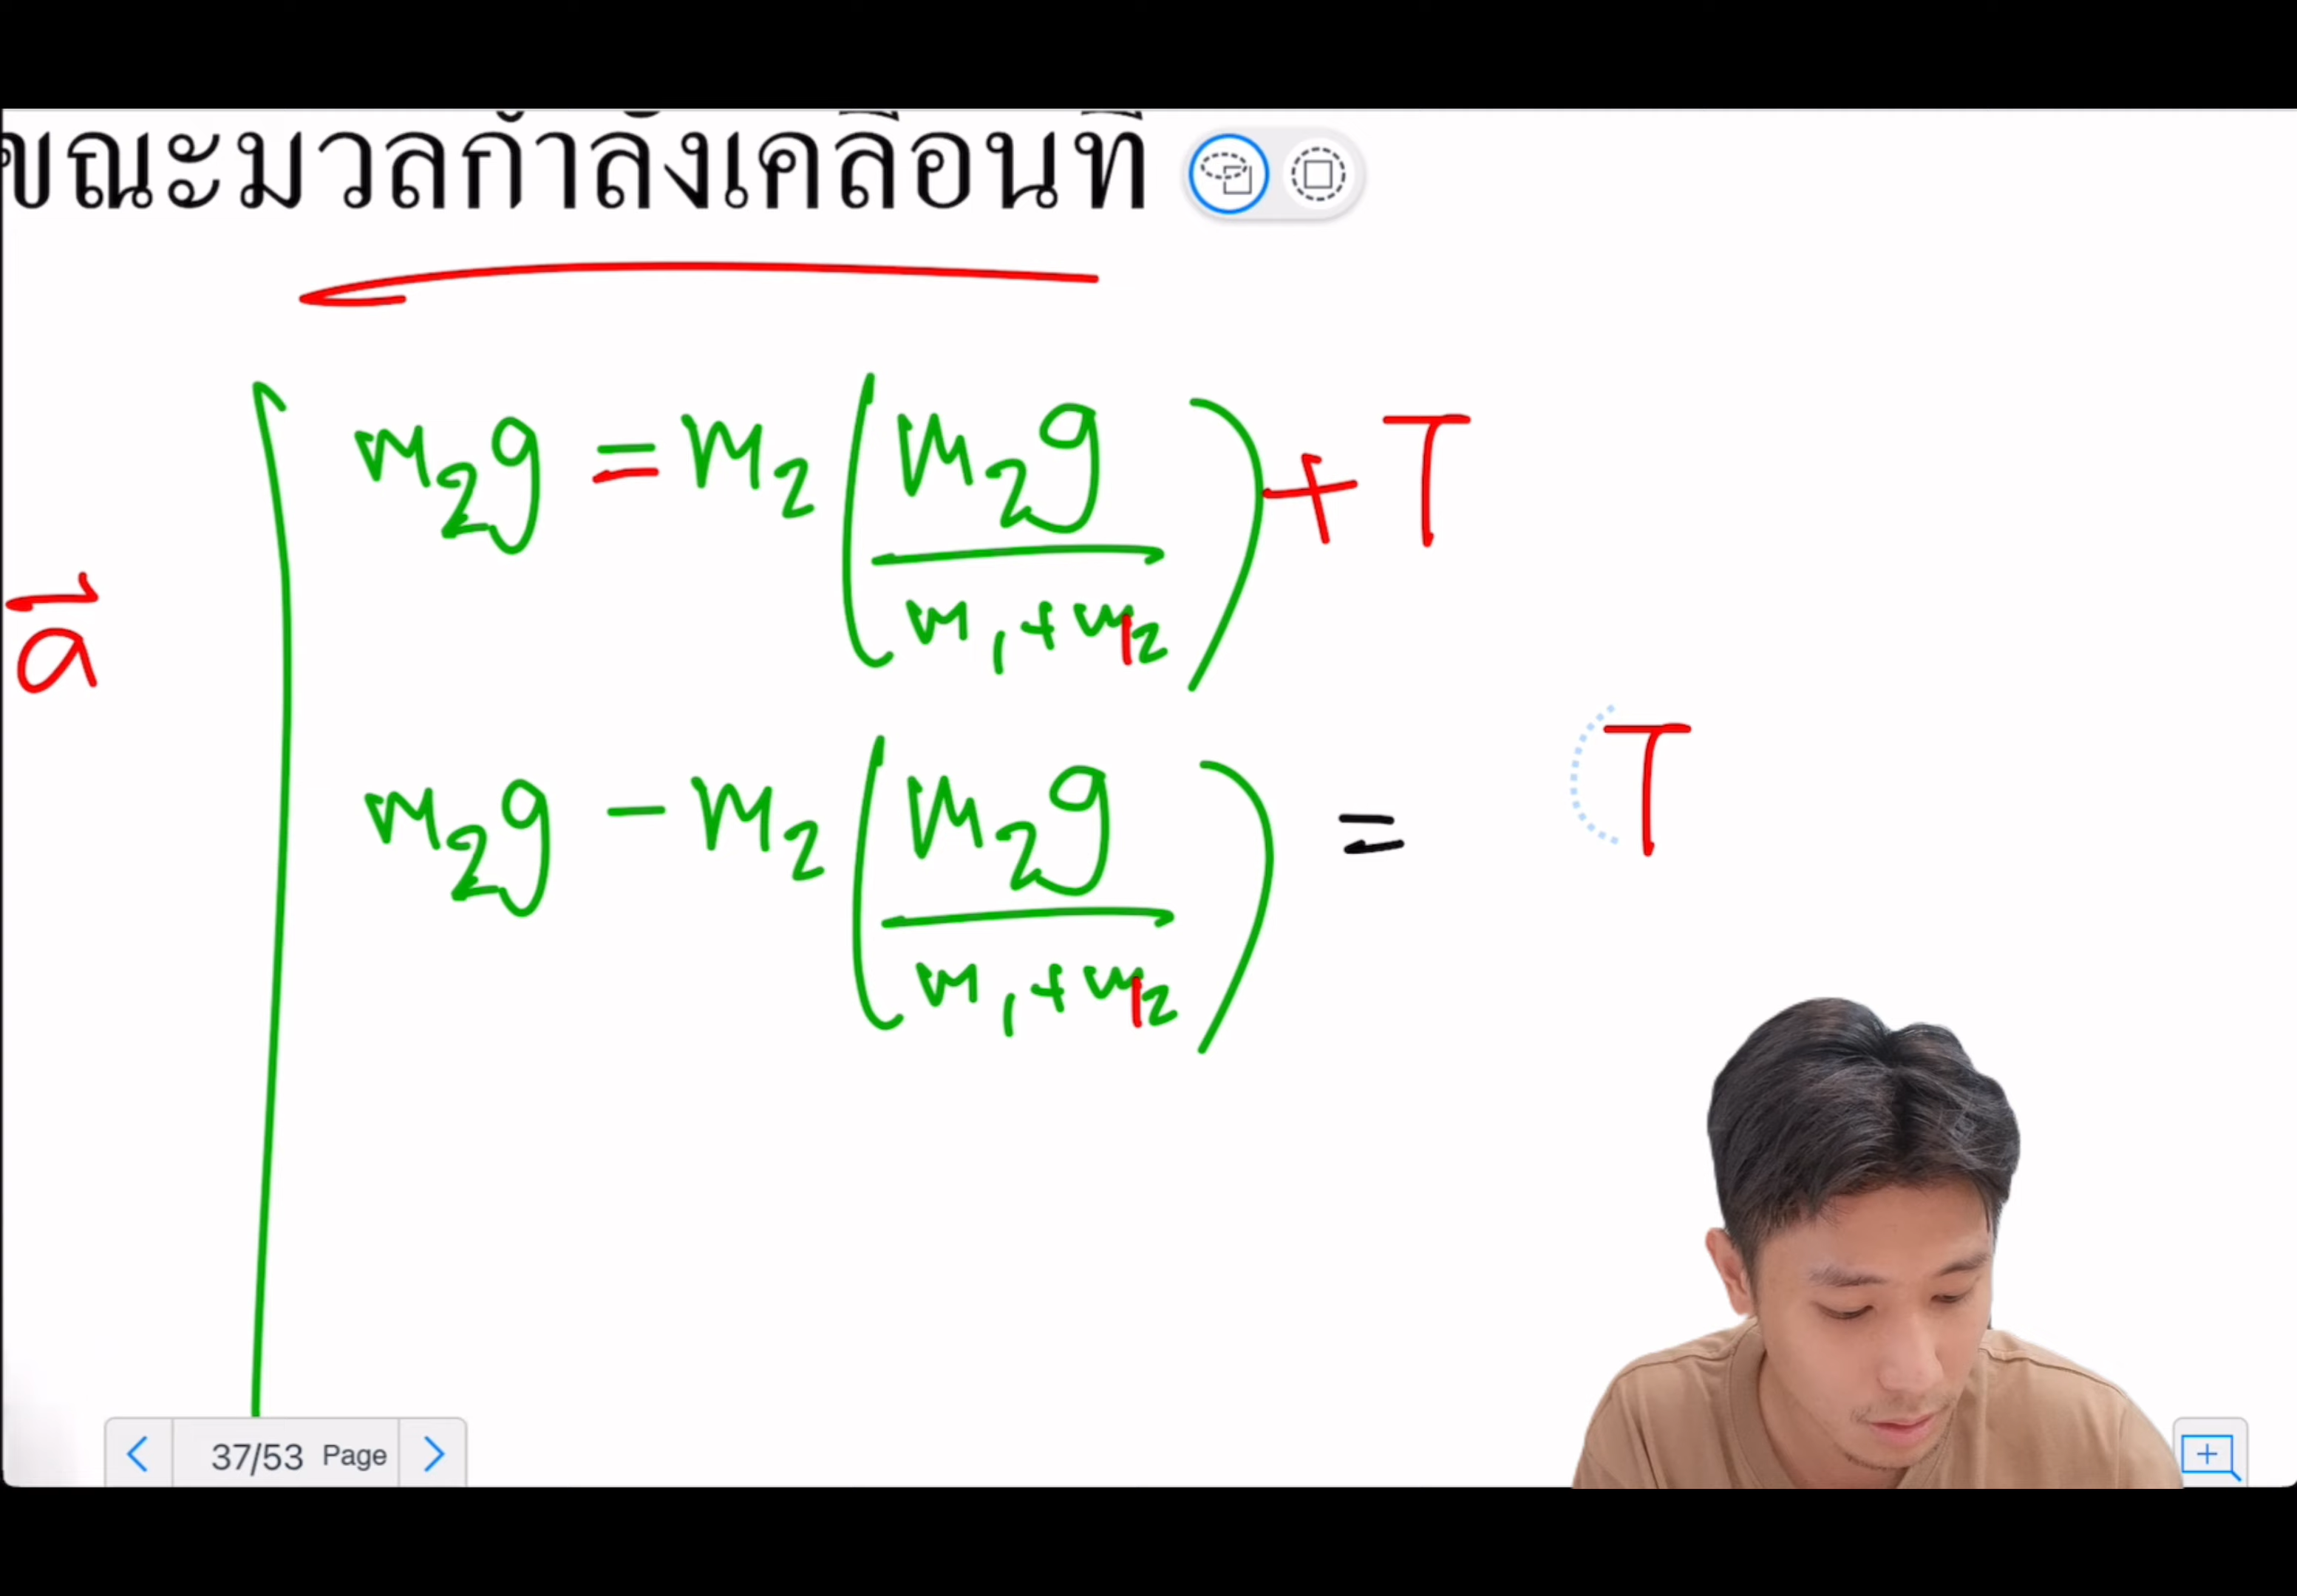 ขณะมวลกำลังเคลื่อนที่
m₂g = m₂(m₂g / m₁+m₂) + T
a⃗
m₂g − m₂(m₂g / m₁+m₂) = T
37/53 Page